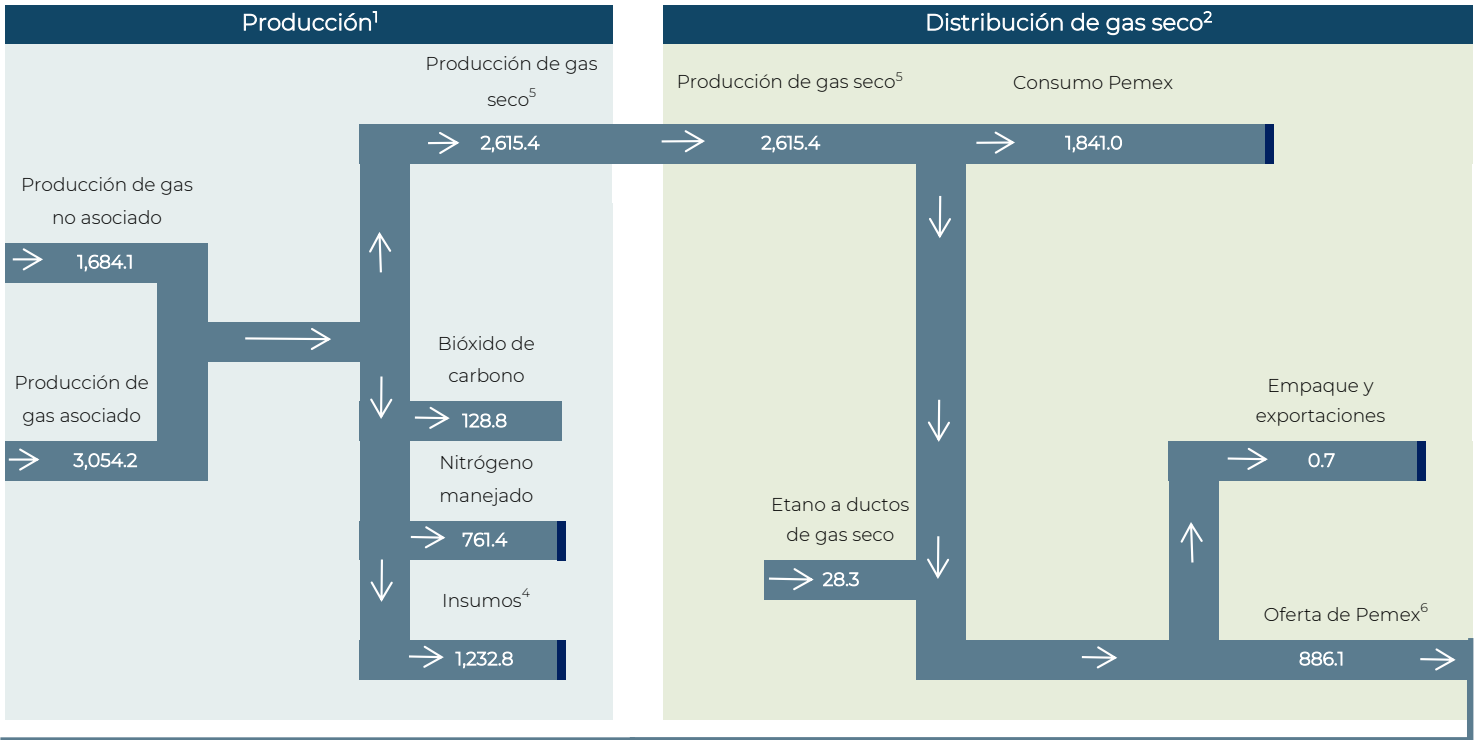 Producción¹
Producción de gas
seco⁵
2,615.4
Producción de gas
no asociado
1,684.1
Producción de
gas asociado
3,054.2
Bióxido de
carbono
128.8
Nitrógeno
manejado
761.4
Insumos⁴
1,232.8
Distribución de gas seco²
Producción de gas seco⁵
2,615.4
Consumo Pemex
1,841.0
Empaque y
exportaciones
0.7
Etano a ductos
de gas seco
28.3
Oferta de Pemex⁶
886.1